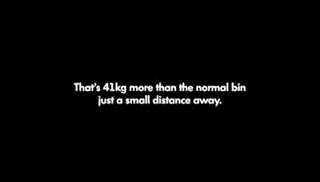 That's 41kg more than the normal bin
just a small distance away.